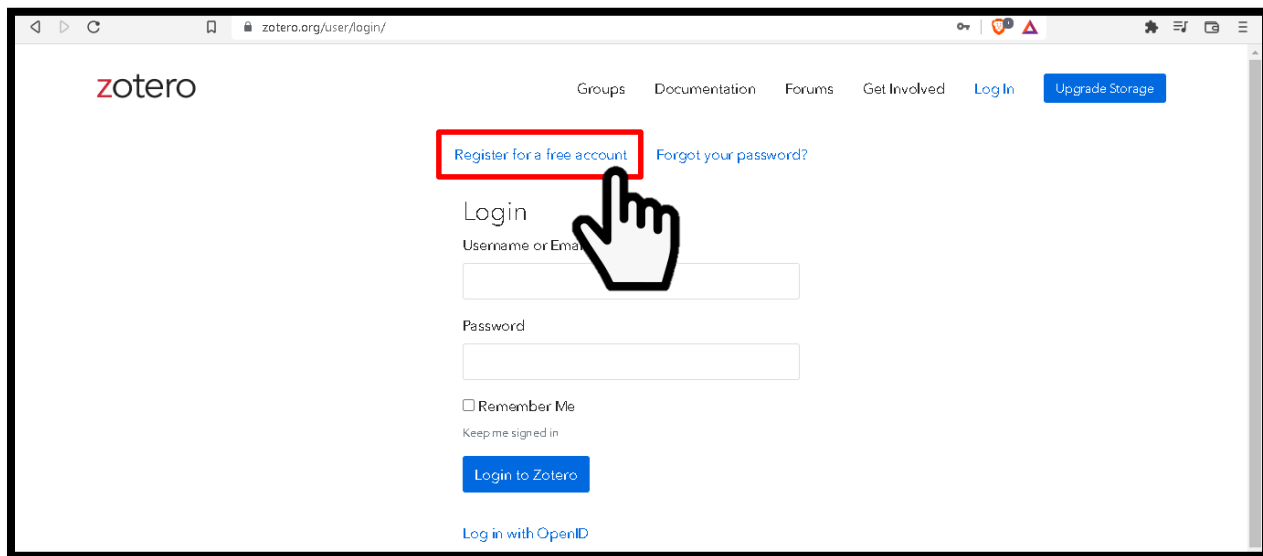 zotero.org/user/login/
zotero Groups Documentation Forums Get Involved Log In Upgrade Storage
Register for a free account Forgot your password?
Login
Username or Ema
Password
Remember Me
Keep me signed in
Login to Zotero
Log in with OpenID